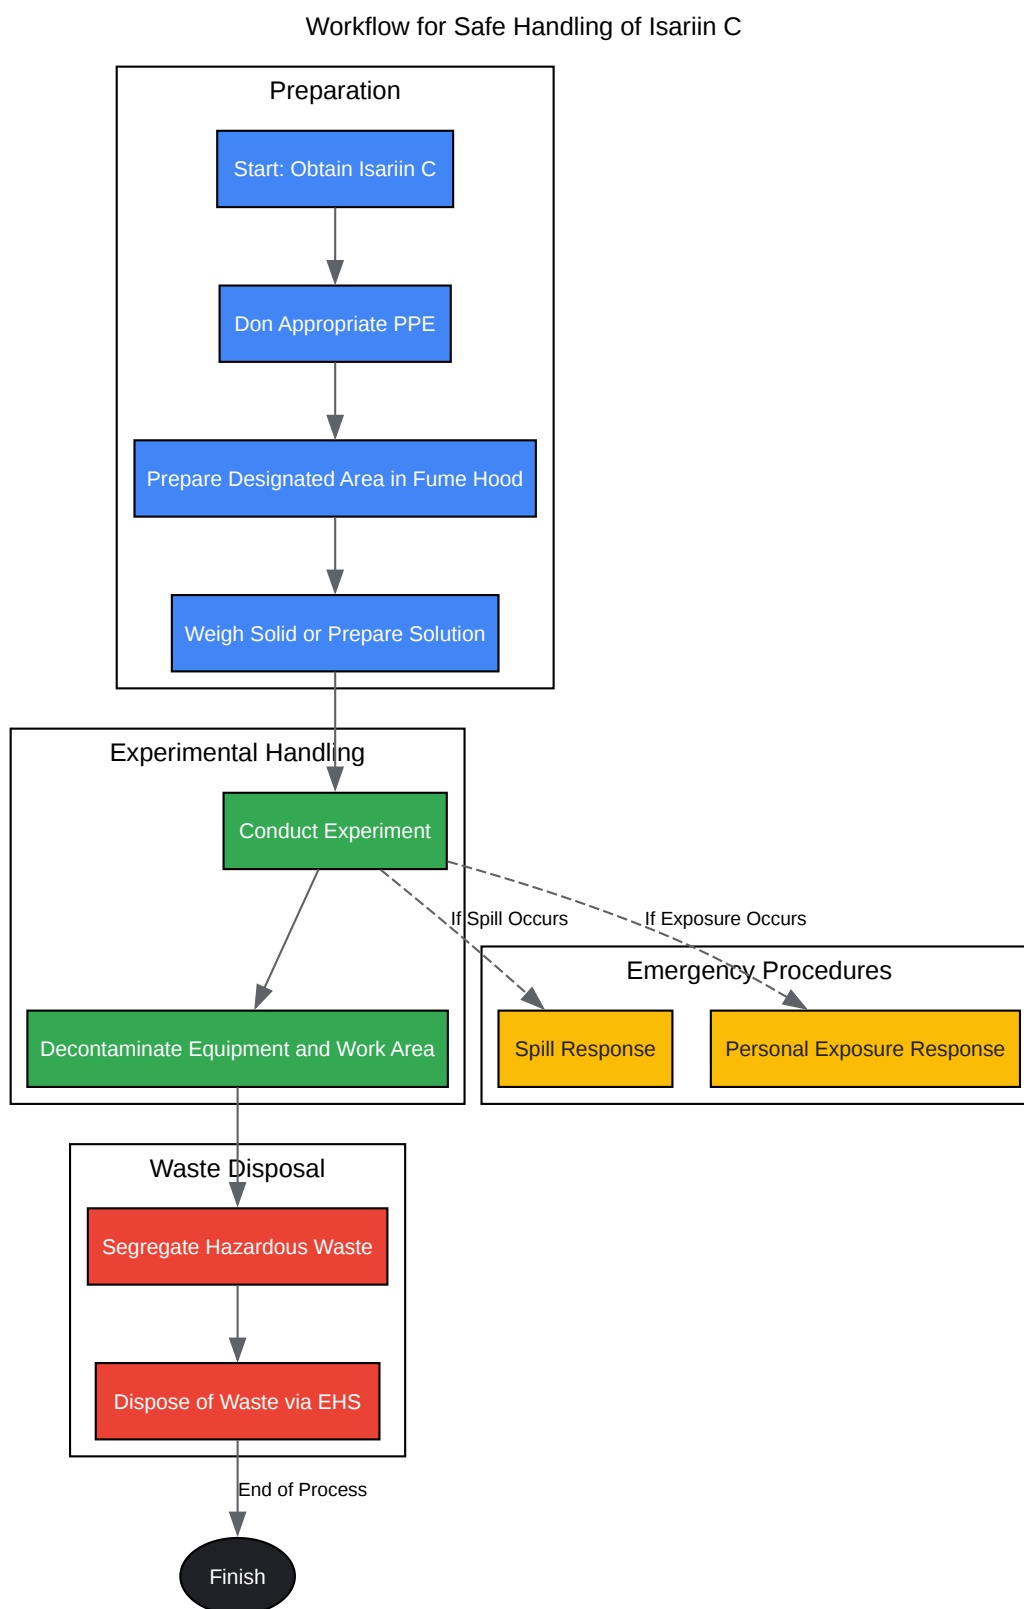 Workflow for Safe Handling of Isariin C
Preparation
Start: Obtain Isariin C
Don Appropriate PPE
Prepare Designated Area in Fume Hood
Weigh Solid or Prepare Solution
Experimental Handling
Conduct Experiment
If Spill Occurs
If Exposure Occurs
Emergency Procedures
Decontaminate Equipment and Work Area
Spill Response
Personal Exposure Response
Waste Disposal
Segregate Hazardous Waste
Dispose of Waste via EHS
End of Process
Finish